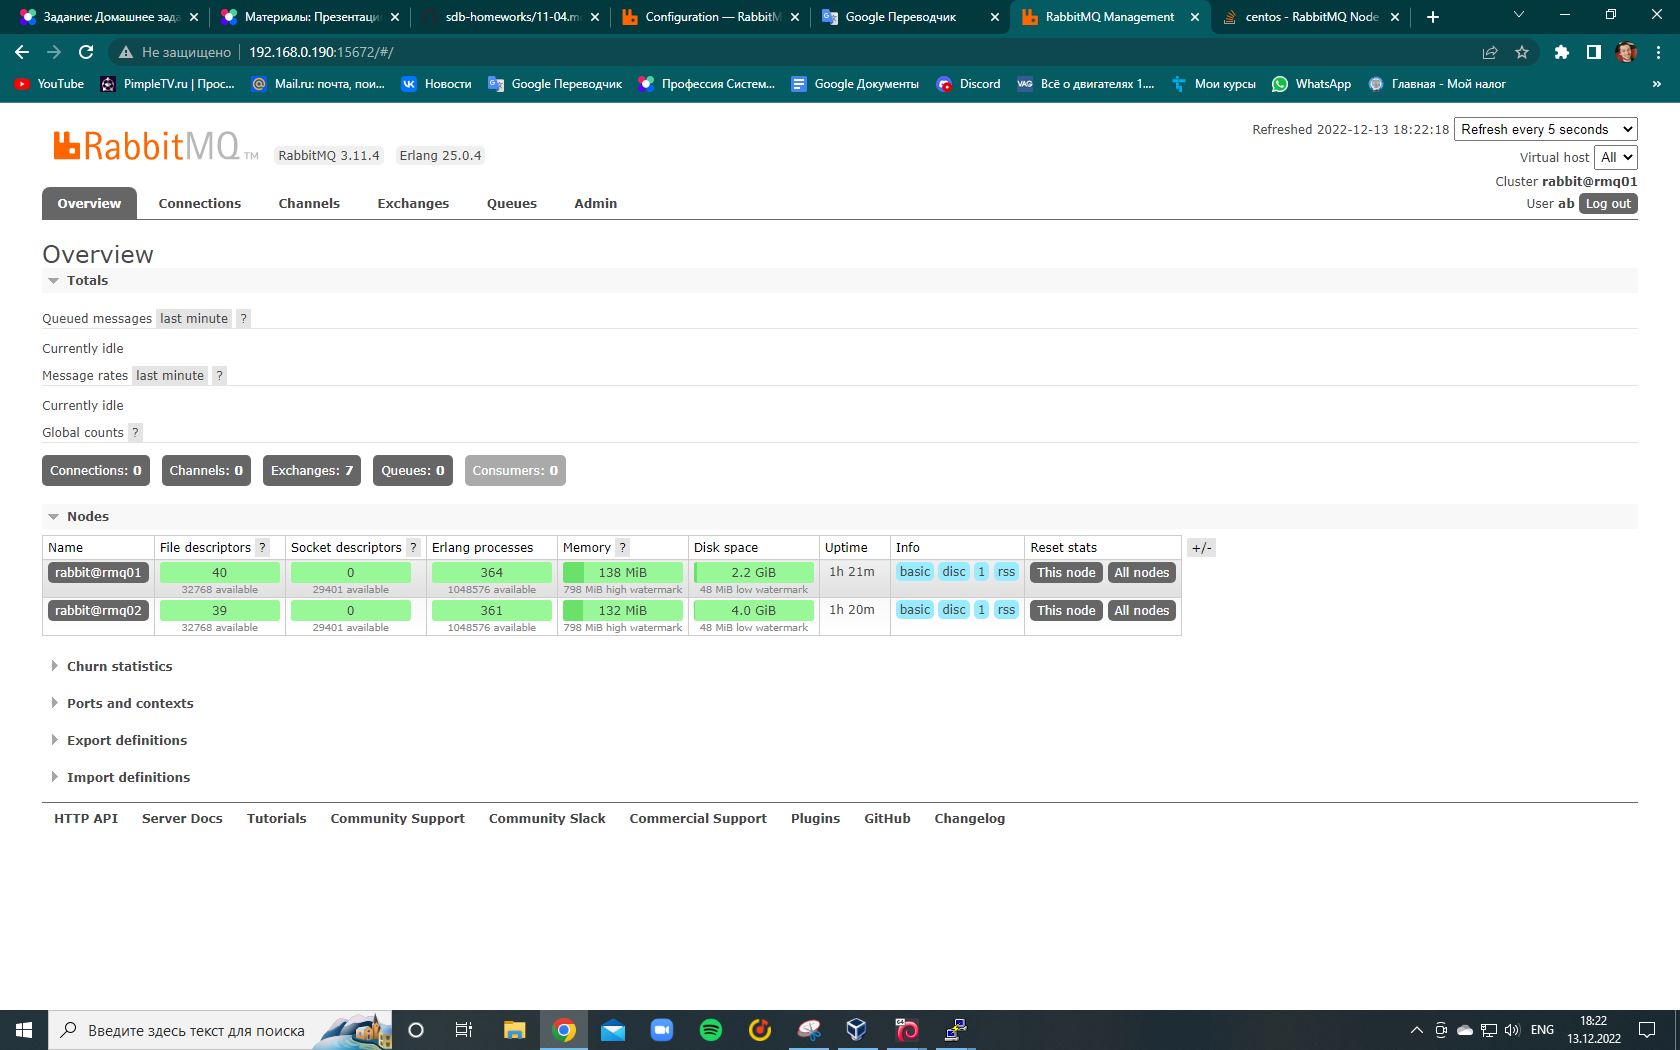 Задание: Домашнее зада
Материалы: Презентаци
sdb-homeworks/11-04.m
Configuration — RabbitM
Google Переводчик
RabbitMQ Management
centos - RabbitMQ Node
Не защищено 192.168.0.190:15672/#/
YouTube PimpleTV.ru | Прос... Mail.ru: почта, пои... Новости Google Переводчик Профессия Систем... Google Документы Discord Всё о двигателях 1.... Мои курсы WhatsApp Главная - Мой налог »
Refreshed 2022-12-13 18:22:18 Refresh every 5 seconds
RabbitMQ TM RabbitMQ 3.11.4 Erlang 25.0.4
Virtual host All
Cluster rabbit@rmq01
User ab Log out
Overview Connections Channels Exchanges Queues Admin
Overview
Totals
Queued messages last minute ?
Currently idle
Message rates last minute ?
Currently idle
Global counts ?
Connections: 0 Channels: 0 Exchanges: 7 Queues: 0 Consumers: 0
Nodes
Name File descriptors ? Socket descriptors ? Erlang processes Memory ? Disk space Uptime Info Reset stats +/-
rabbit@rmq01 40 0 364 138 MiB 2.2 GiB 1h 21m basic disc 1 rss This node All nodes
32768 available 29401 available 1048576 available 798 MiB high watermark 48 MiB low watermark
rabbit@rmq02 39 0 361 132 MiB 4.0 GiB 1h 20m basic disc 1 rss This node All nodes
32768 available 29401 available 1048576 available 798 MiB high watermark 48 MiB low watermark
Churn statistics
Ports and contexts
Export definitions
Import definitions
HTTP API Server Docs Tutorials Community Support Community Slack Commercial Support Plugins GitHub Changelog
Введите здесь текст для поиска
ENG
18:22
13.12.2022